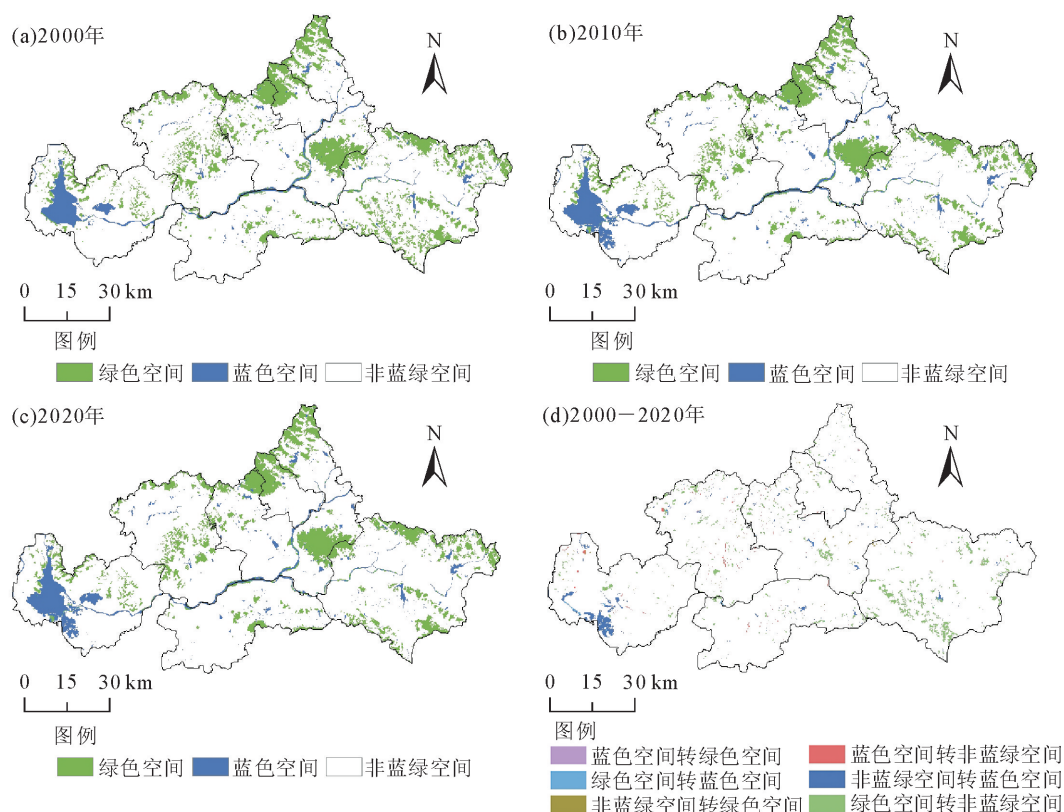 (a)2000年
N
0 15 30 km
图例
绿色空间 蓝色空间 非蓝绿空间
(b)2010年
N
0 15 30 km
图例
绿色空间 蓝色空间 非蓝绿空间
(c)2020年
N
0 15 30 km
图例
绿色空间 蓝色空间 非蓝绿空间
(d)2000－2020年
N
0 15 30 km
图例
蓝色空间转绿色空间 蓝色空间转非蓝绿空间
绿色空间转蓝色空间 非蓝绿空间转蓝色空间
非蓝绿空间转绿色空间 绿色空间转非蓝绿空间